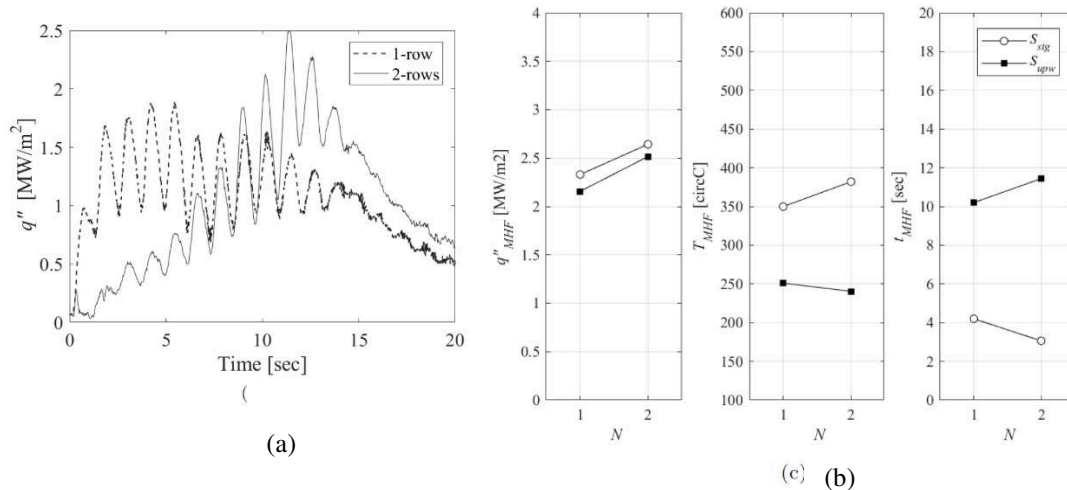 2.5
2
1.5
1
0.5
0
q″ [MW/m²]
1-row
2-rows
0 5 10 15 20
Time [sec]
(
(a)
4
3.5
3
2.5
2
1.5
1
0.5
0
q″MHF [MW/m2]
1 2
N
600
550
500
450
400
350
300
250
200
150
100
TMHF [circC]
1 2
N
20
18
16
14
12
10
8
6
4
2
0
tMHF [sec]
Sstg
Supw
1 2
N
(c) (b)